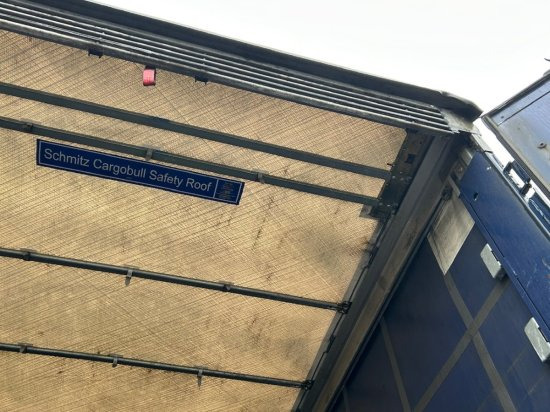 Schmitz Cargobull Safety Roof